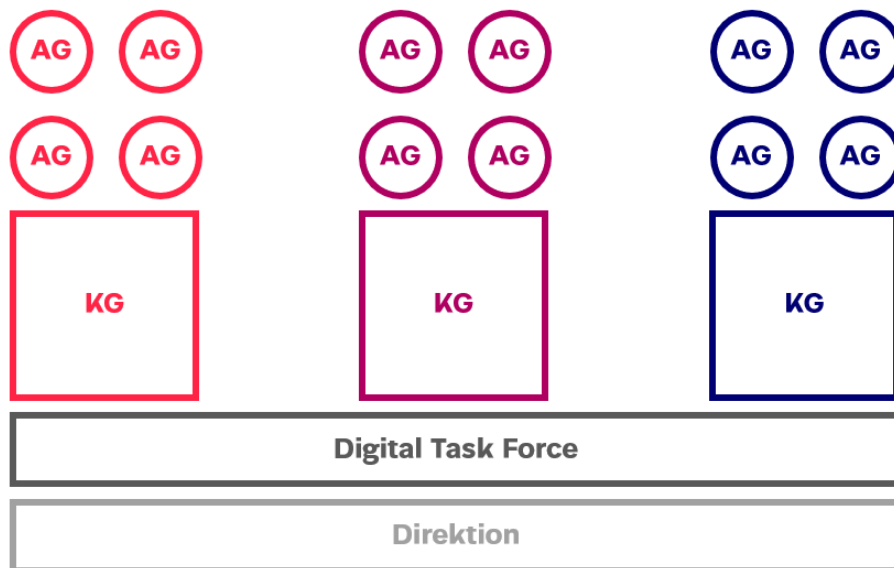 AG AG AG AG AG AG
AG AG AG AG AG AG
KG KG KG
Digital Task Force
Direktion